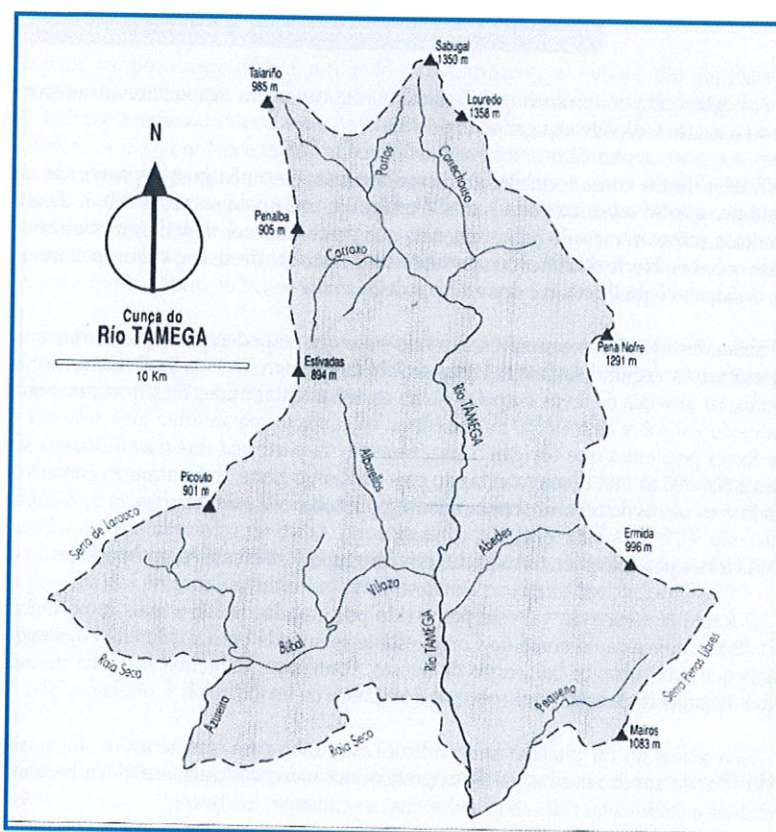 Sabugal
1350 m
Talariño
985 m
Louredo
1358 m
N
Portos
Correchouso
Penalba
905 m
Carraxo
Cunça do
Río TÁMEGA
10 Km
Estivadas
894 m
Pena Nofre
1291 m
Río TÁMEGA
Albarellos
Picouto
901 m
Serra de Larouco
Abedes
Ermida
996 m
Vilaza
Búbal
Río TÁMEGA
Raia Seca
Azureira
Raia Seca
Pequeno
Serra Penas Libres
Mairos
1083 m